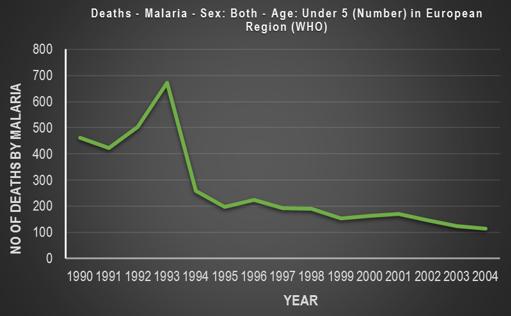 Deaths - Malaria - Sex: Both - Age: Under 5 (Number) in European
Region (WHO)
800
700
600
500
400
300
200
100
0
NO OF DEATHS BY MALARIA
1990 1991 1992 1993 1994 1995 1996 1997 1998 1999 2000 2001 2002 2003 2004
YEAR